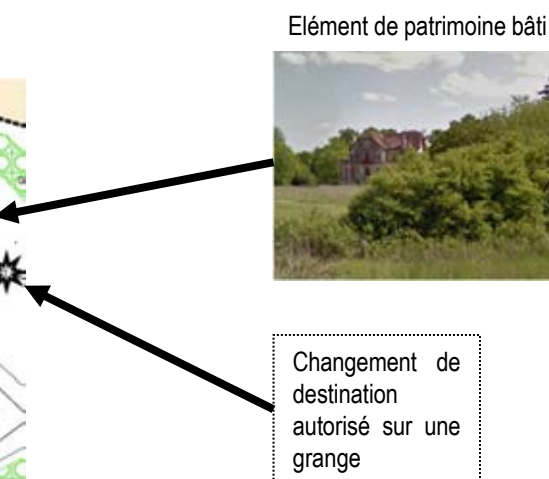 Elément de patrimoine bâti
Changement de
destination
autorisé sur une
grange